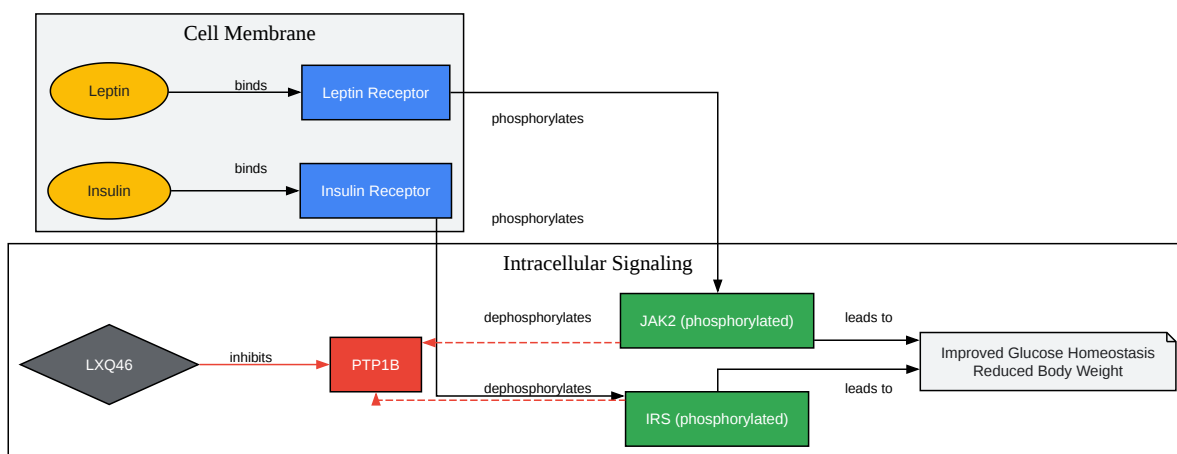 Cell Membrane
Leptin
binds
Leptin Receptor
phosphorylates
Insulin
binds
Insulin Receptor
phosphorylates
Intracellular Signaling
dephosphorylates
JAK2 (phosphorylated)
leads to
LXQ46
inhibits
PTP1B
Improved Glucose Homeostasis
Reduced Body Weight
dephosphorylates
leads to
IRS (phosphorylated)